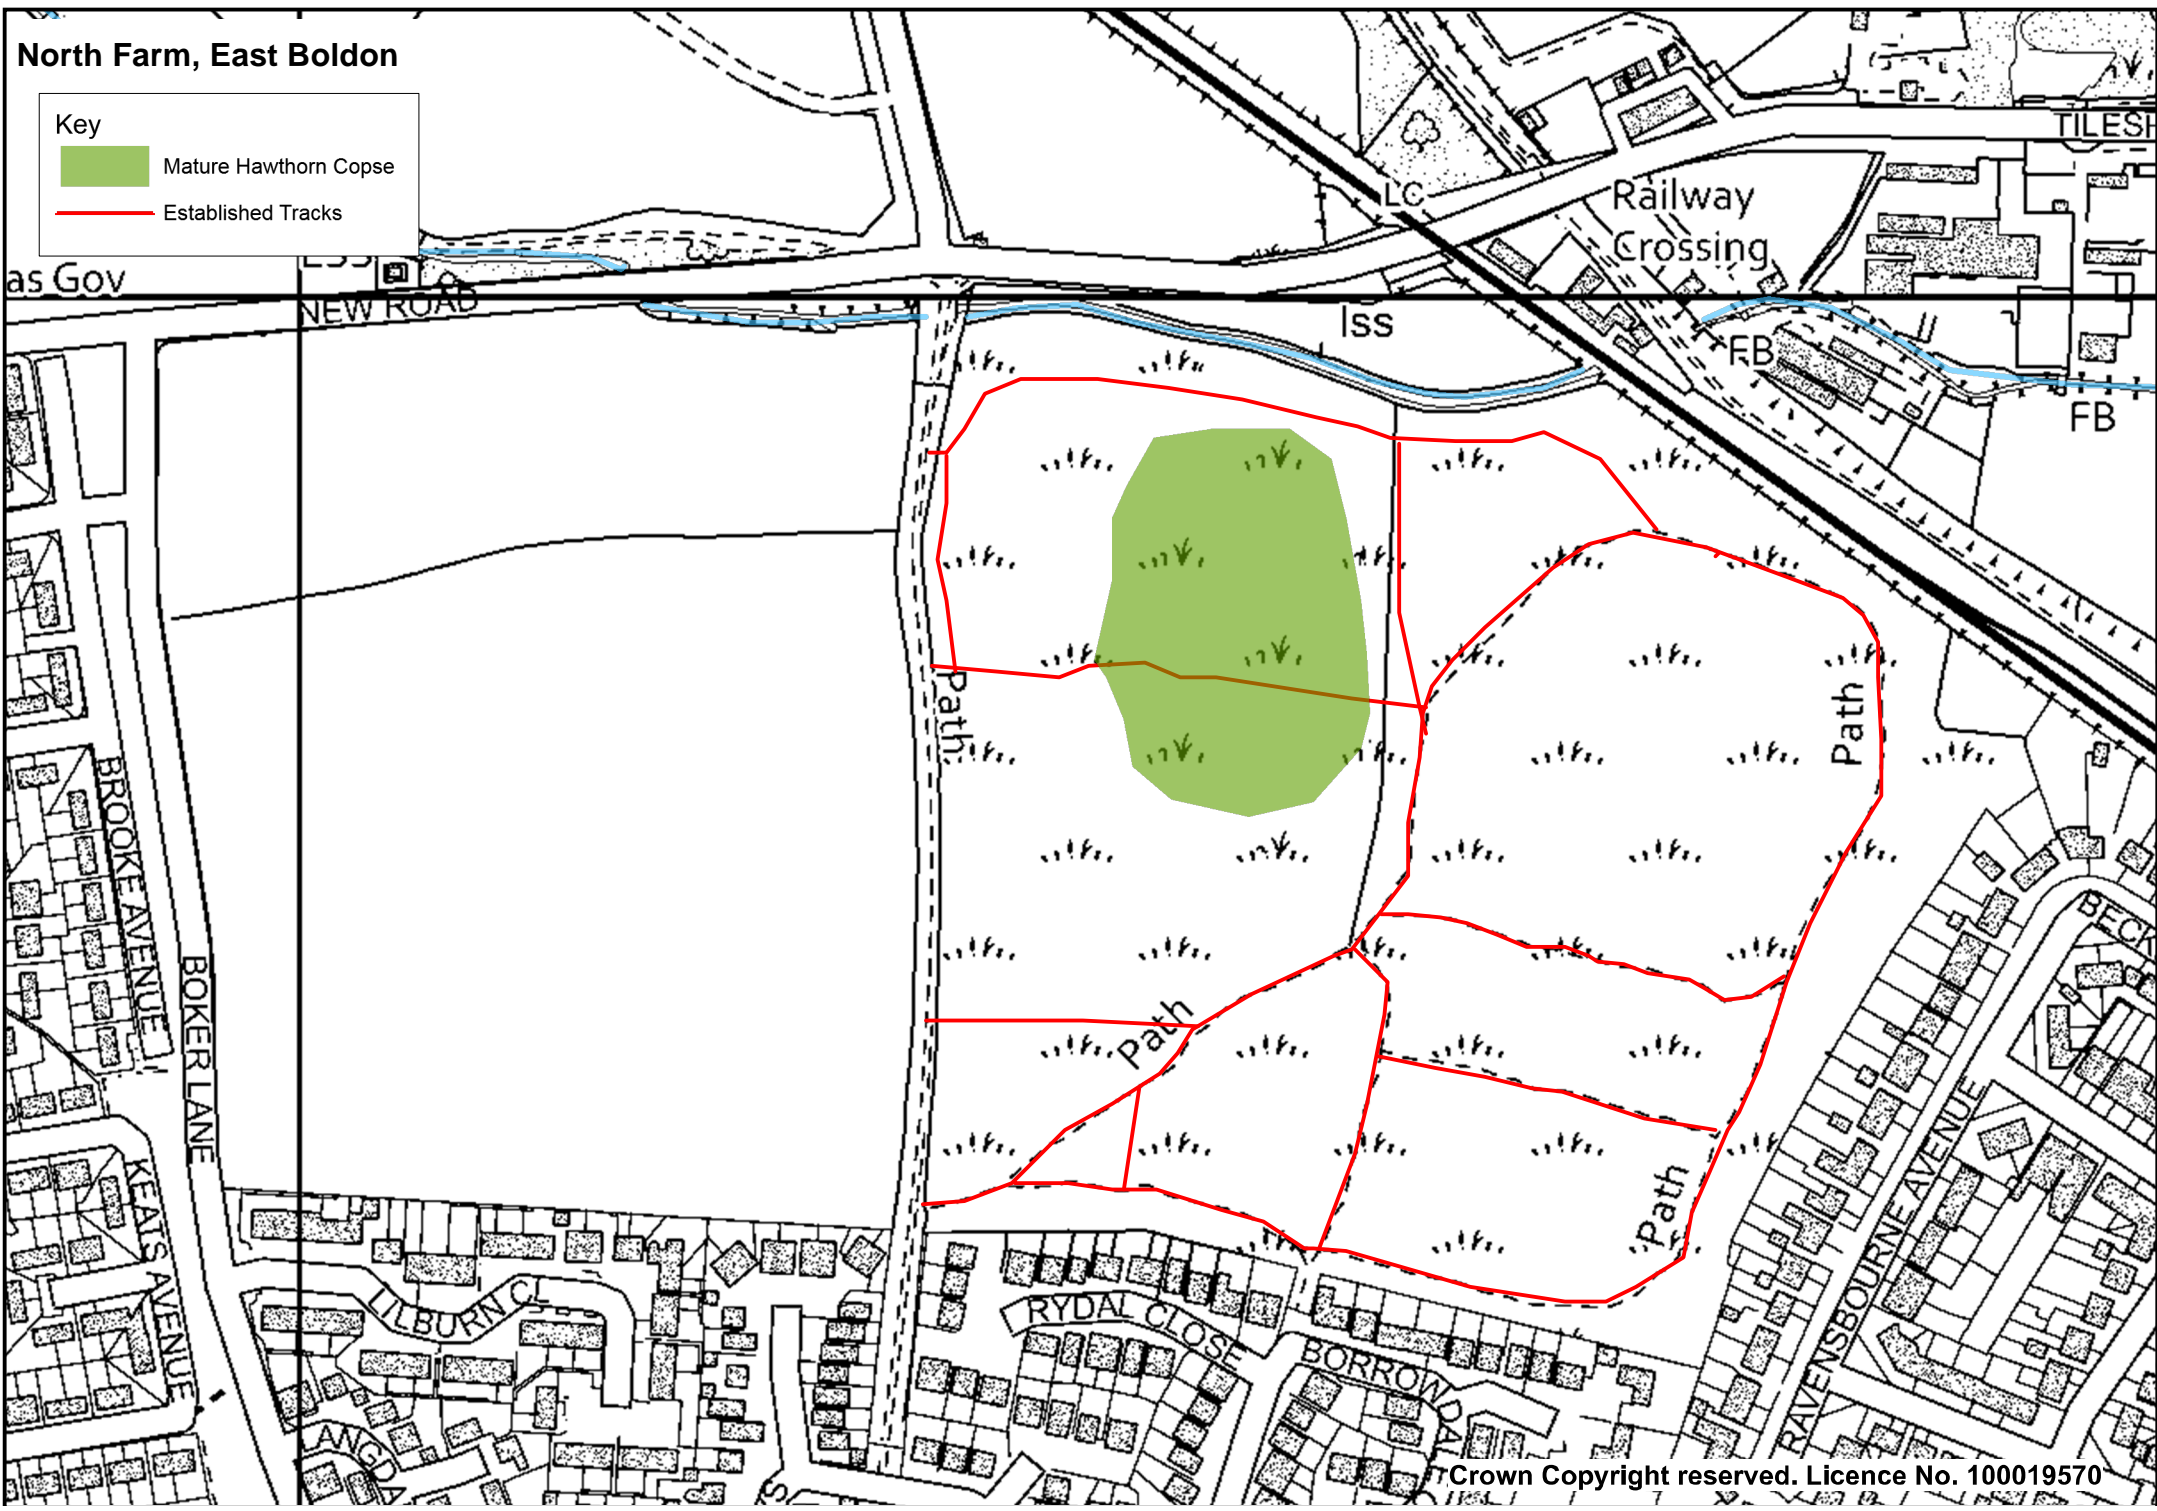 North Farm, East Boldon
Key
Mature Hawthorn Copse
Established Tracks
as Gov
NEW ROAD
LC
Railway
Crossing
TILESH
Iss
FB
FB
Path
Path
Path
Path
BROOKE AVENUE
BOKER LANE
KEATS AVENUE
LILBURN CL
LANGD
RYDAL CLOSE
BORROWDA
RAVENSBOURNE AVENUE
BECK
Crown Copyright reserved. Licence No. 100019570